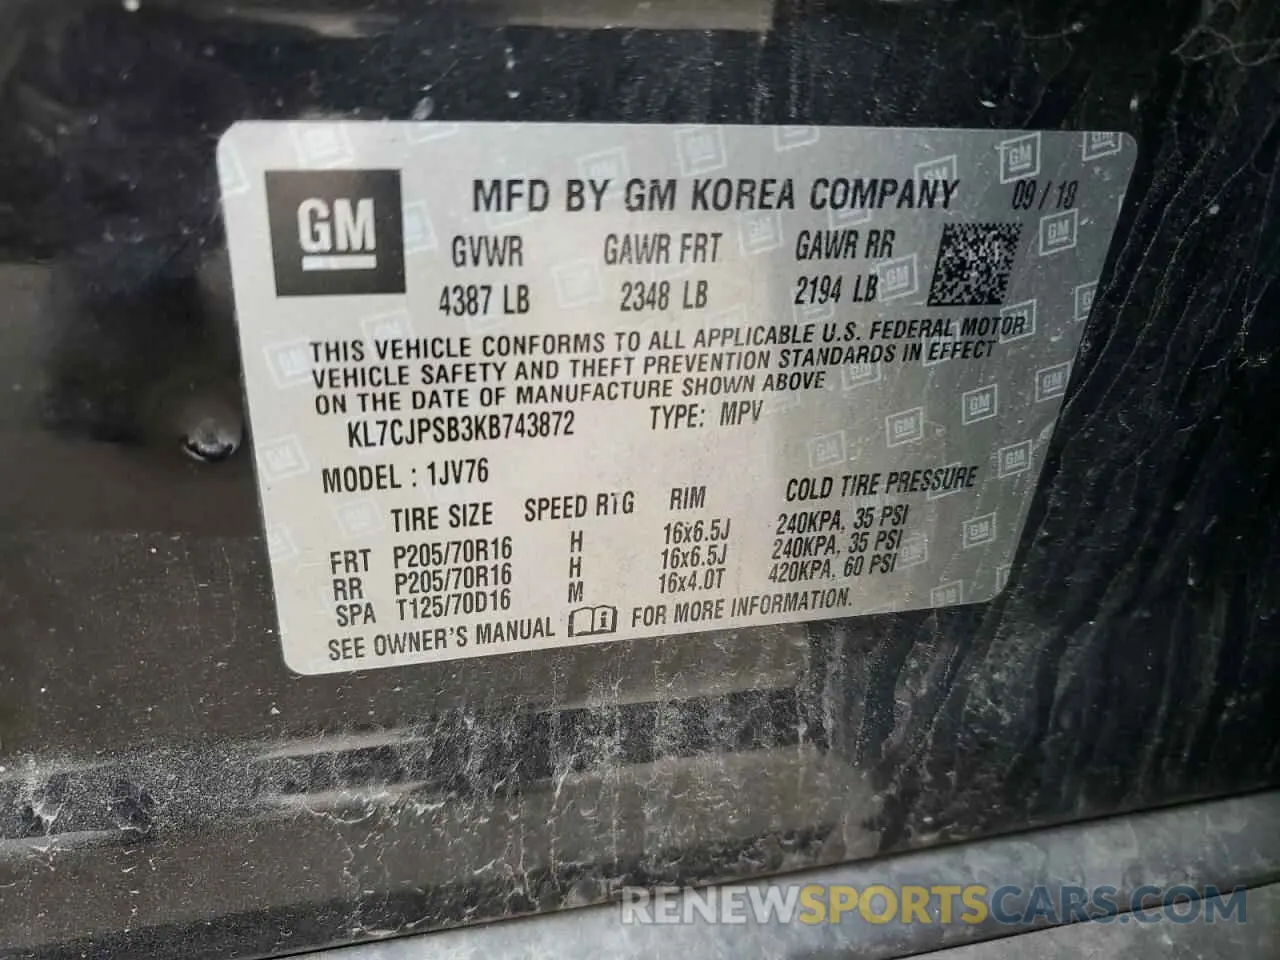 GM
MFD BY GM KOREA COMPANY 09/18
GVWR GAWR FRT GAWR RR
4387 LB 2348 LB 2194 LB
THIS VEHICLE CONFORMS TO ALL APPLICABLE U.S. FEDERAL MOTOR
VEHICLE SAFETY AND THEFT PREVENTION STANDARDS IN EFFECT
ON THE DATE OF MANUFACTURE SHOWN ABOVE
KL7CJPSB3KB743872 TYPE: MPV
MODEL : 1JV76
TIRE SIZE SPEED RTG RIM COLD TIRE PRESSURE
FRT P205/70R16 H 16x6.5J 240KPA, 35 PSI
RR P205/70R16 H 16x6.5J 240KPA, 35 PSI
SPA T125/70D16 M 16x4.0T 420KPA, 60 PSI
SEE OWNER'S MANUAL FOR MORE INFORMATION.
RENEWSPORTSCARS.COM